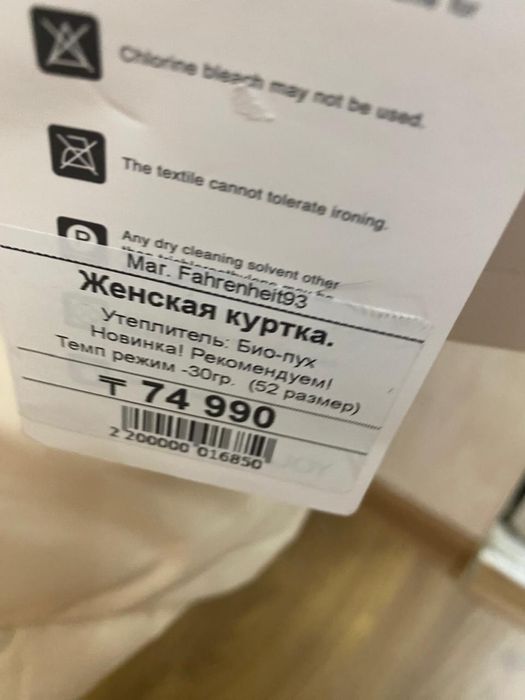 Chlorine bleach may not be used.
The textile cannot tolerate ironing.
P
Any dry cleaning solvent other
Маг. Fahrenheit93
Женская куртка.
Утеплитель: Био-пух
Новинка! Рекомендуем!
Темп режим -30гр. (52 размер)
₸ 74 990
2 200000 016850